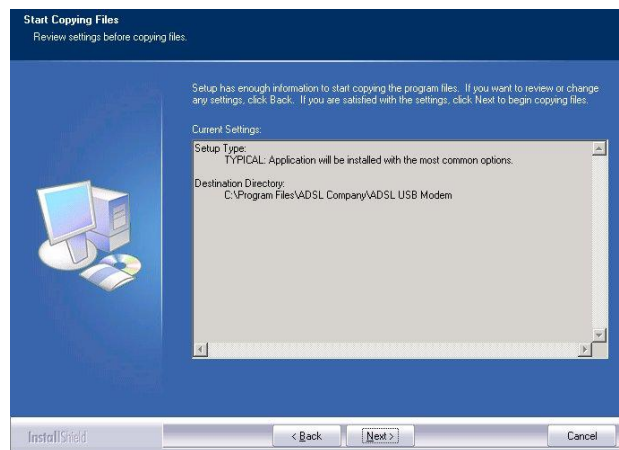 Start Copying Files
Review settings before copying files.
Setup has enough information to start copying the program files. If you want to review or change
any settings, click Back. If you are satisfied with the settings, click Next to begin copying files.
Current Settings:
Setup Type:
TYPICAL: Application will be installed with the most common options.
Destination Directory:
C:\Program Files\ADSL Company\ADSL USB Modem
InstallShield
< Back
Next >
Cancel